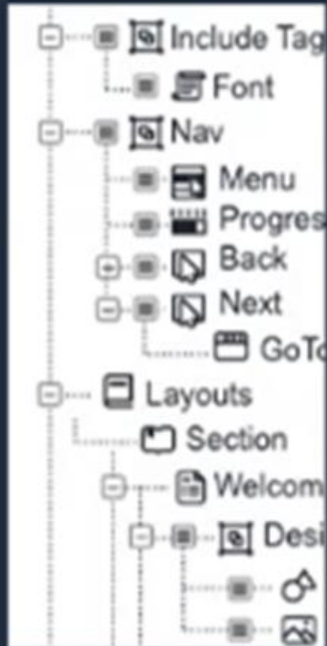 Include Tag
Font
Nav
Menu
Progres
Back
Next
GoTo
Layouts
Section
Welcom
Desi